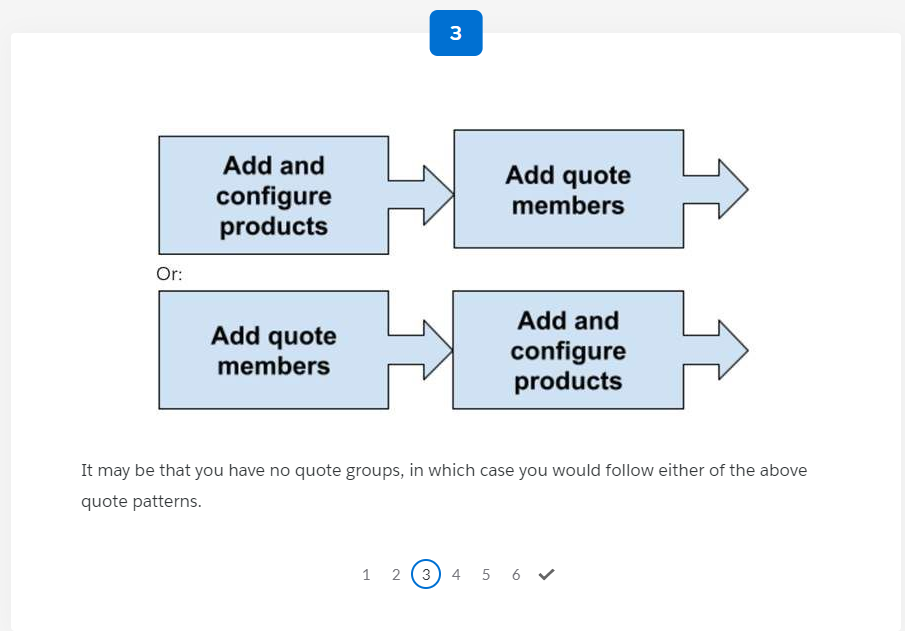 3
Add and
configure
products
Add quote
members
Or:
Add quote
members
Add and
configure
products
It may be that you have no quote groups, in which case you would follow either of the above
quote patterns.
1 2 3 4 5 6